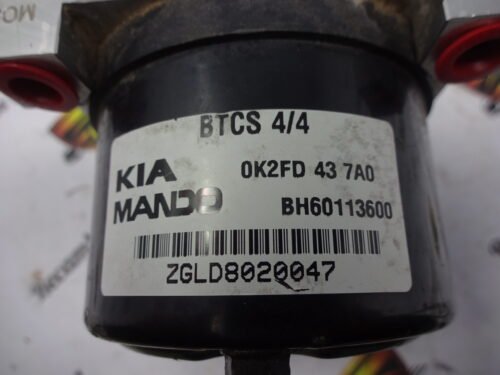 BTCS 4/4
KIA 0K2FD 43 7A0
MANDO BH60113600
ZGLD8020047